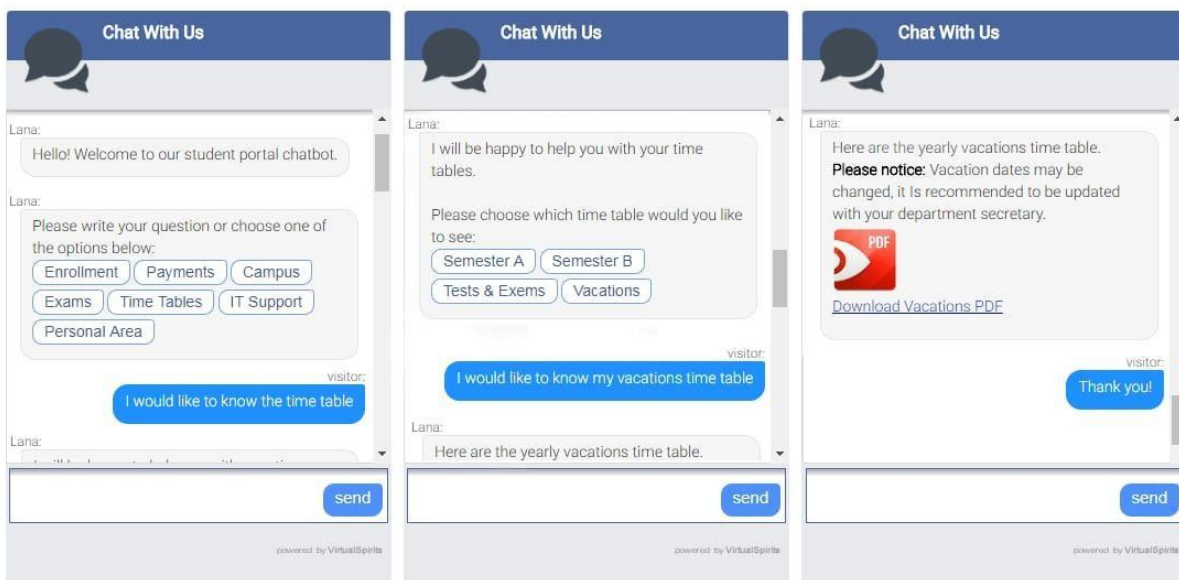 Chat With Us
Lana:
Hello! Welcome to our student portal chatbot.
Lana:
Please write your question or choose one of
the options below:
Enrollment Payments Campus
Exams Time Tables IT Support
Personal Area
visitor:
I would like to know the time table
Lana:
send
powered by VirtualSpirits
Chat With Us
Lana:
I will be happy to help you with your time
tables.
Please choose which time table would you like
to see:
Semester A Semester B
Tests & Exems Vacations
visitor:
I would like to know my vacations time table
Lana:
Here are the yearly vacations time table.
send
powered by VirtualSpirits
Chat With Us
Lana:
Here are the yearly vacations time table.
Please notice: Vacation dates may be
changed, it Is recommended to be updated
with your department secretary.
PDF
Download Vacations PDF
visitor:
Thank you!
send
powered by VirtualSpirits